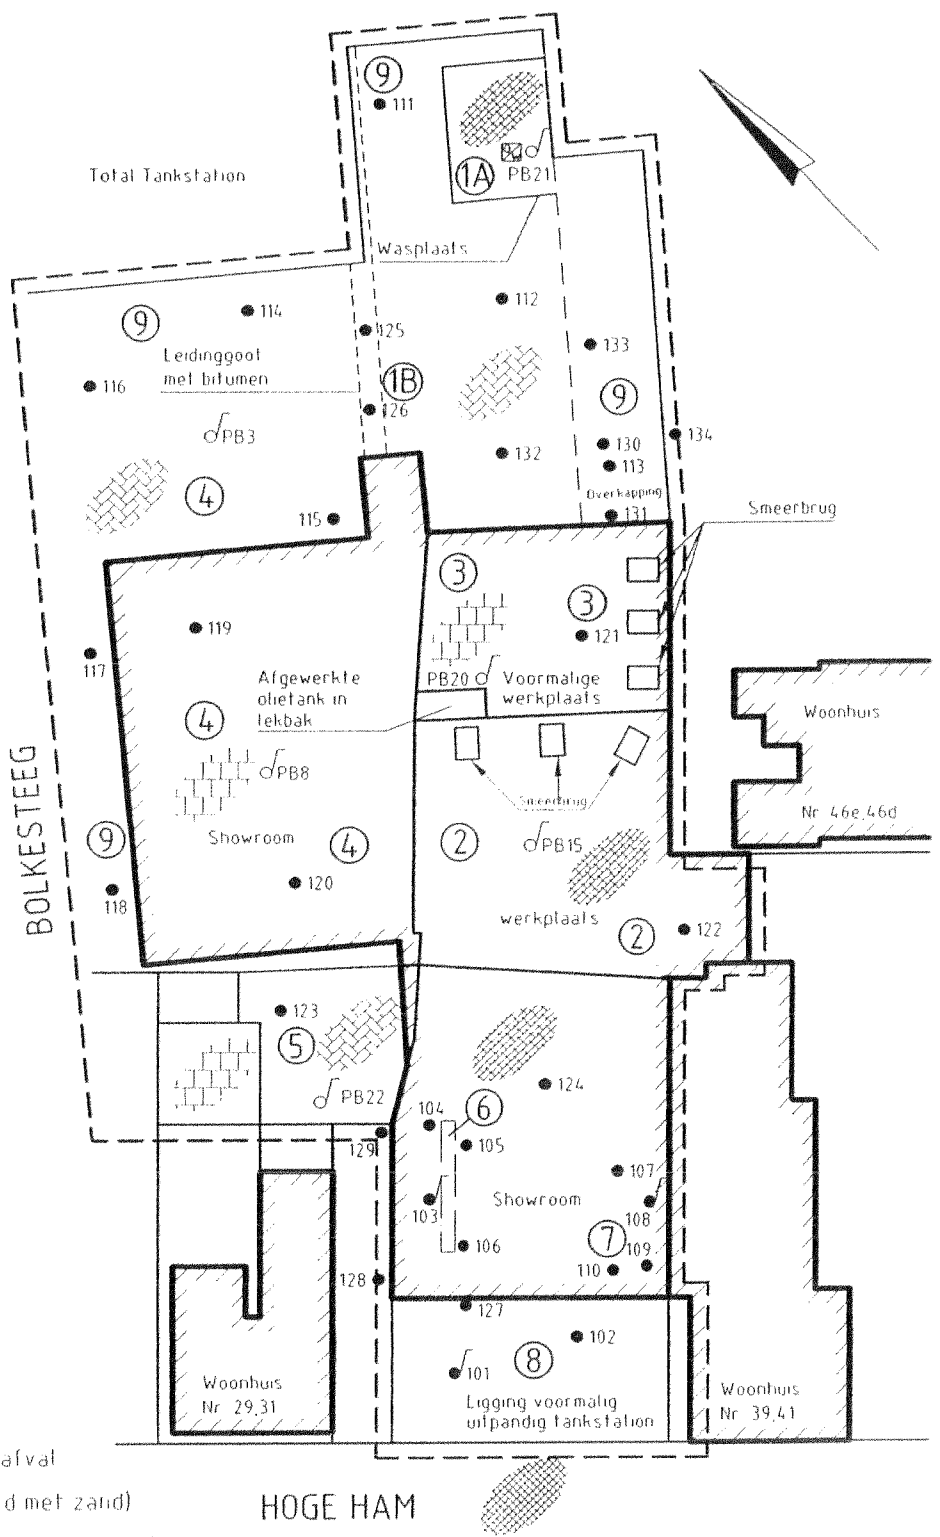 9
111
1A
PB21
Total Tankstation
Wasplaats
112
114
9
125
133
Leidinggoot
met bitumen
116
1B
126
9
PB3
134
130
132
113
4
Overkapping
131
115
Smeerbrug
3
3
119
121
117
Afgewerkte
olietank in
lekbak
PB20
Voormalige
werkplaats
4
Woonhuis
PB8
Smeerbrug
Nr 46e,46d
BOLKESTEEG
9
Showroom
4
2
PB15
120
118
werkplaats
2
122
123
5
124
PB22
6
104
129
105
107
103
Showroom
108
106
7
109
110
128
127
102
8
101
Woonhuis
Nr 29,31
Ligging voormalig
uitpandig tankstation
Woonhuis
Nr 39,41
afval
d met zand)
HOGE HAM